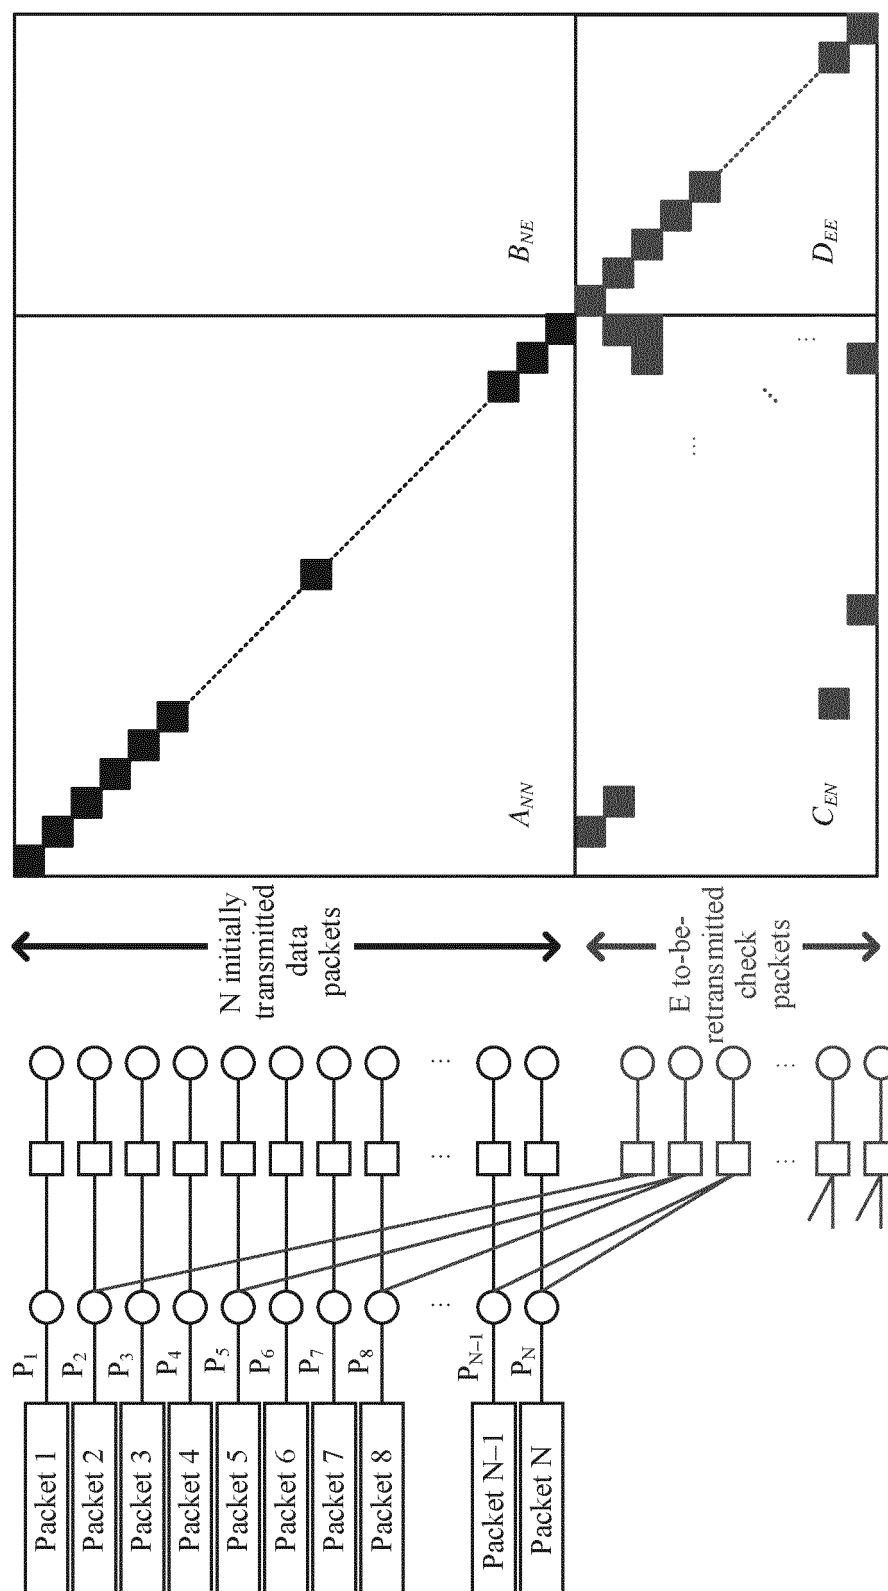 Packet 1
P1
Packet 2
P2
Packet 3
P3
Packet 4
P4
Packet 5
P5
Packet 6
P6
Packet 7
P7
Packet 8
P8
...
...
...
Packet N–1
PN–1
Packet N
PN
...
...
N initially
transmitted
data
packets
E to-be-
retransmitted
check
packets
ANN
BNE
CEN
DEE
...
...